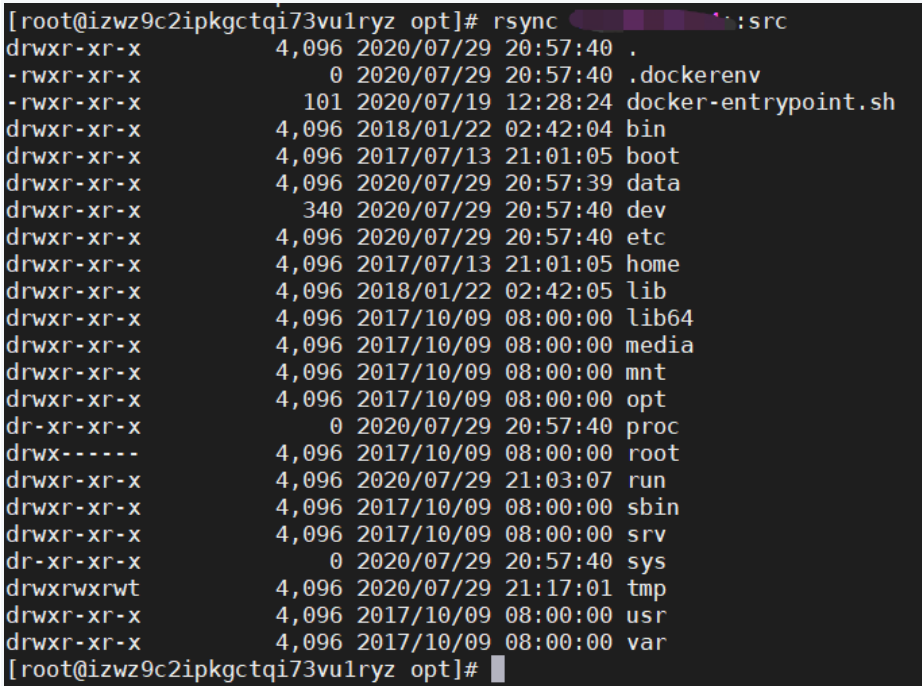 [root@izwz9c2ipkgctqi73vu1ryz opt]# rsync :src
drwxr-xr-x 4,096 2020/07/29 20:57:40 .
-rwxr-xr-x 0 2020/07/29 20:57:40 .dockerenv
-rwxr-xr-x 101 2020/07/19 12:28:24 docker-entrypoint.sh
drwxr-xr-x 4,096 2018/01/22 02:42:04 bin
drwxr-xr-x 4,096 2017/07/13 21:01:05 boot
drwxr-xr-x 4,096 2020/07/29 20:57:39 data
drwxr-xr-x 340 2020/07/29 20:57:40 dev
drwxr-xr-x 4,096 2020/07/29 20:57:40 etc
drwxr-xr-x 4,096 2017/07/13 21:01:05 home
drwxr-xr-x 4,096 2018/01/22 02:42:05 lib
drwxr-xr-x 4,096 2017/10/09 08:00:00 lib64
drwxr-xr-x 4,096 2017/10/09 08:00:00 media
drwxr-xr-x 4,096 2017/10/09 08:00:00 mnt
drwxr-xr-x 4,096 2017/10/09 08:00:00 opt
dr-xr-xr-x 0 2020/07/29 20:57:40 proc
drwx------ 4,096 2017/10/09 08:00:00 root
drwxr-xr-x 4,096 2020/07/29 21:03:07 run
drwxr-xr-x 4,096 2017/10/09 08:00:00 sbin
drwxr-xr-x 4,096 2017/10/09 08:00:00 srv
dr-xr-xr-x 0 2020/07/29 20:57:40 sys
drwxrwxrwt 4,096 2020/07/29 21:17:01 tmp
drwxr-xr-x 4,096 2017/10/09 08:00:00 usr
drwxr-xr-x 4,096 2017/10/09 08:00:00 var
[root@izwz9c2ipkgctqi73vu1ryz opt]#